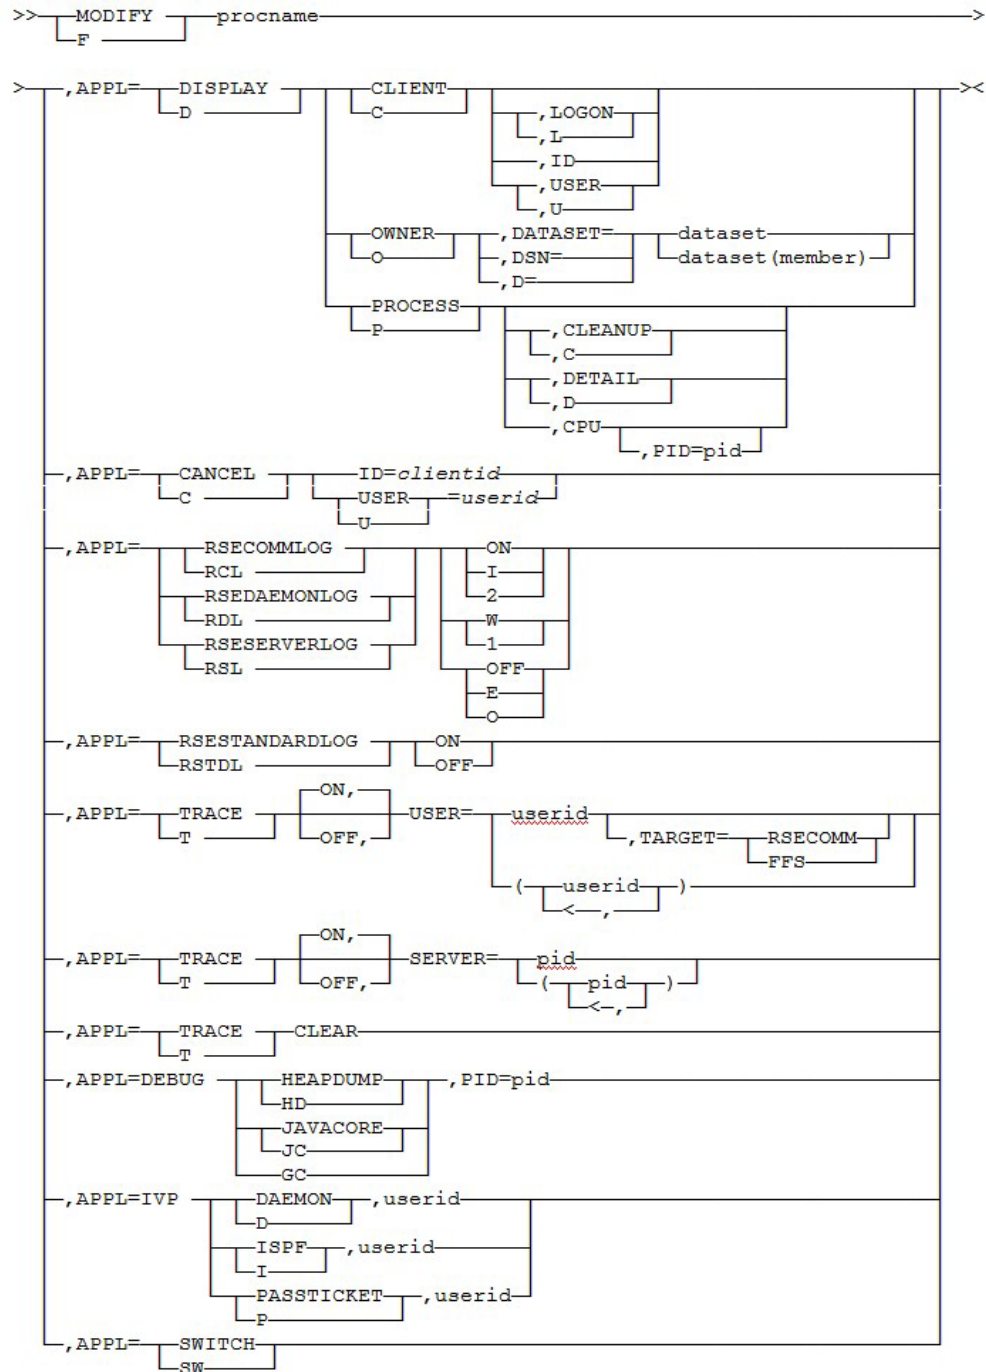 >> MODIFY procname >
F
> ,APPL= DISPLAY CLIENT ><
D C ,LOGON
,L
,ID
,USER
,U
OWNER ,DATASET= dataset
O ,DSN= dataset(member)
,D=
PROCESS
P ,CLEANUP
,C
,DETAIL
,D
,CPU
,PID=pid
,APPL= CANCEL ID=clientid
C USER =userid
U
,APPL= RSECOMMLOG ON
RCL I
RSEDAEMONLOG 2
RDL W
RSESERVERLOG 1
RSL OFF
E
O
,APPL= RSESTANDARDLOG ON
RSTDL OFF
ON,
,APPL= TRACE USER= userid
T OFF, ,TARGET= RSECOMM
FFS
( userid )
< ,
ON,
,APPL= TRACE SERVER= pid
T OFF, ( pid )
< ,
,APPL= TRACE CLEAR
T
,APPL=DEBUG HEAPDUMP ,PID=pid
HD
JAVACORE
JC
GC
,APPL=IVP DAEMON ,userid
D
ISPF ,userid
I
PASSTICKET ,userid
P
,APPL= SWITCH
SW